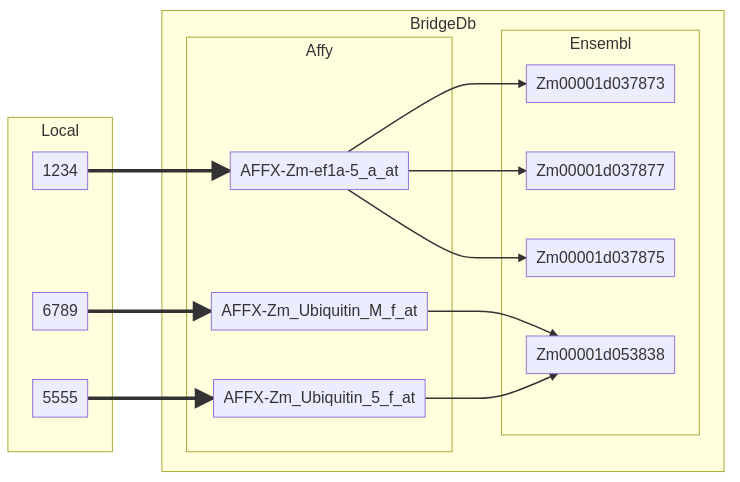 BridgeDb
Local
Affy
Ensembl
1234
AFFX-Zm-ef1a-5_a_at
Zm00001d037873
Zm00001d037877
Zm00001d037875
6789
AFFX-Zm_Ubiquitin_M_f_at
Zm00001d053838
5555
AFFX-Zm_Ubiquitin_5_f_at